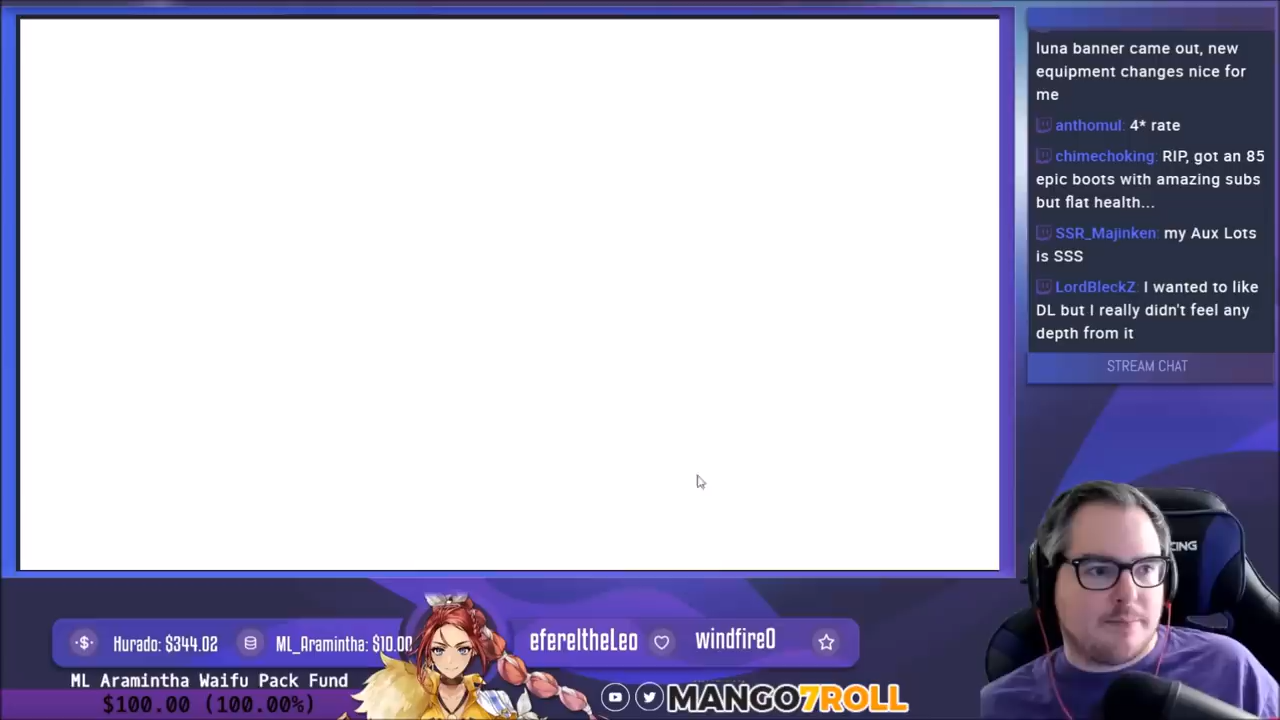 luna banner came out, new
equipment changes nice for
me
anthomul: 4* rate
chimechoking: RIP, got an 85
epic boots with amazing subs
but flat health...
SSR_Majinken: my Aux Lots
is SSS
LordBleckZ: I wanted to like
DL but I really didn't feel any
depth from it
STREAM CHAT
CING
Hurado: $344.02
ML_Aramintha: $10.00
efereltheLeo
windfire0
ML Aramintha Waifu Pack Fund
$100.00 (100.00%)
MANGO7ROLL